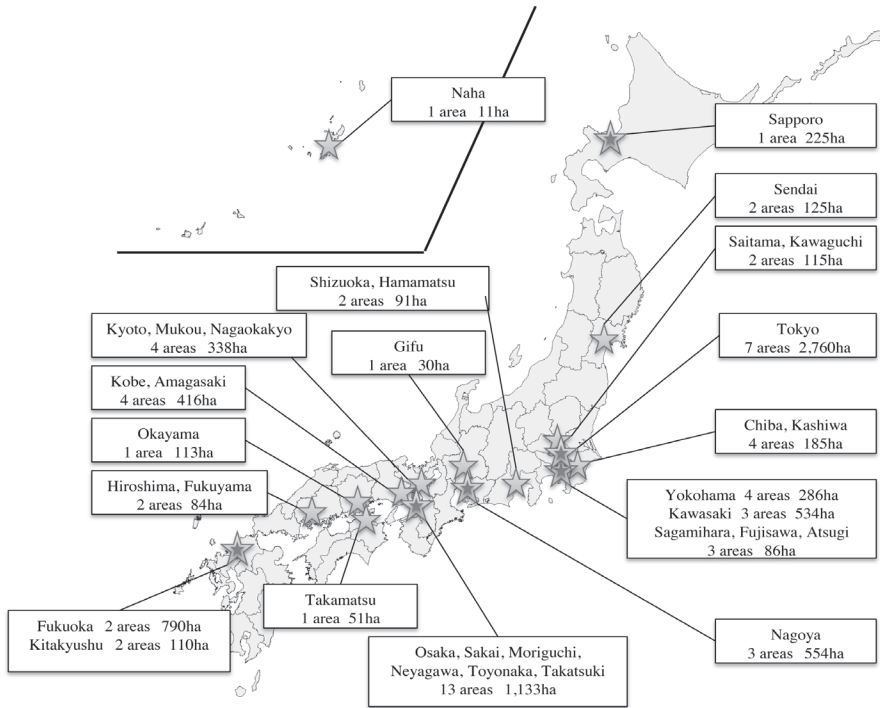 Naha
1 area 11ha
Sapporo
1 area 225ha
Sendai
2 areas 125ha
Saitama, Kawaguchi
2 areas 115ha
Shizuoka, Hamamatsu
2 areas 91ha
Kyoto, Mukou, Nagaokakyo
4 areas 338ha
Gifu
1 area 30ha
Tokyo
7 areas 2,760ha
Kobe, Amagasaki
4 areas 416ha
Chiba, Kashiwa
4 areas 185ha
Okayama
1 area 113ha
Hiroshima, Fukuyama
2 areas 84ha
Yokohama 4 areas 286ha
Kawasaki 3 areas 534ha
Sagamihara, Fujisawa, Atsugi
3 areas 86ha
Takamatsu
1 area 51ha
Fukuoka 2 areas 790ha
Kitakyushu 2 areas 110ha
Osaka, Sakai, Moriguchi,
Neyagawa, Toyonaka, Takatsuki
13 areas 1,133ha
Nagoya
3 areas 554ha